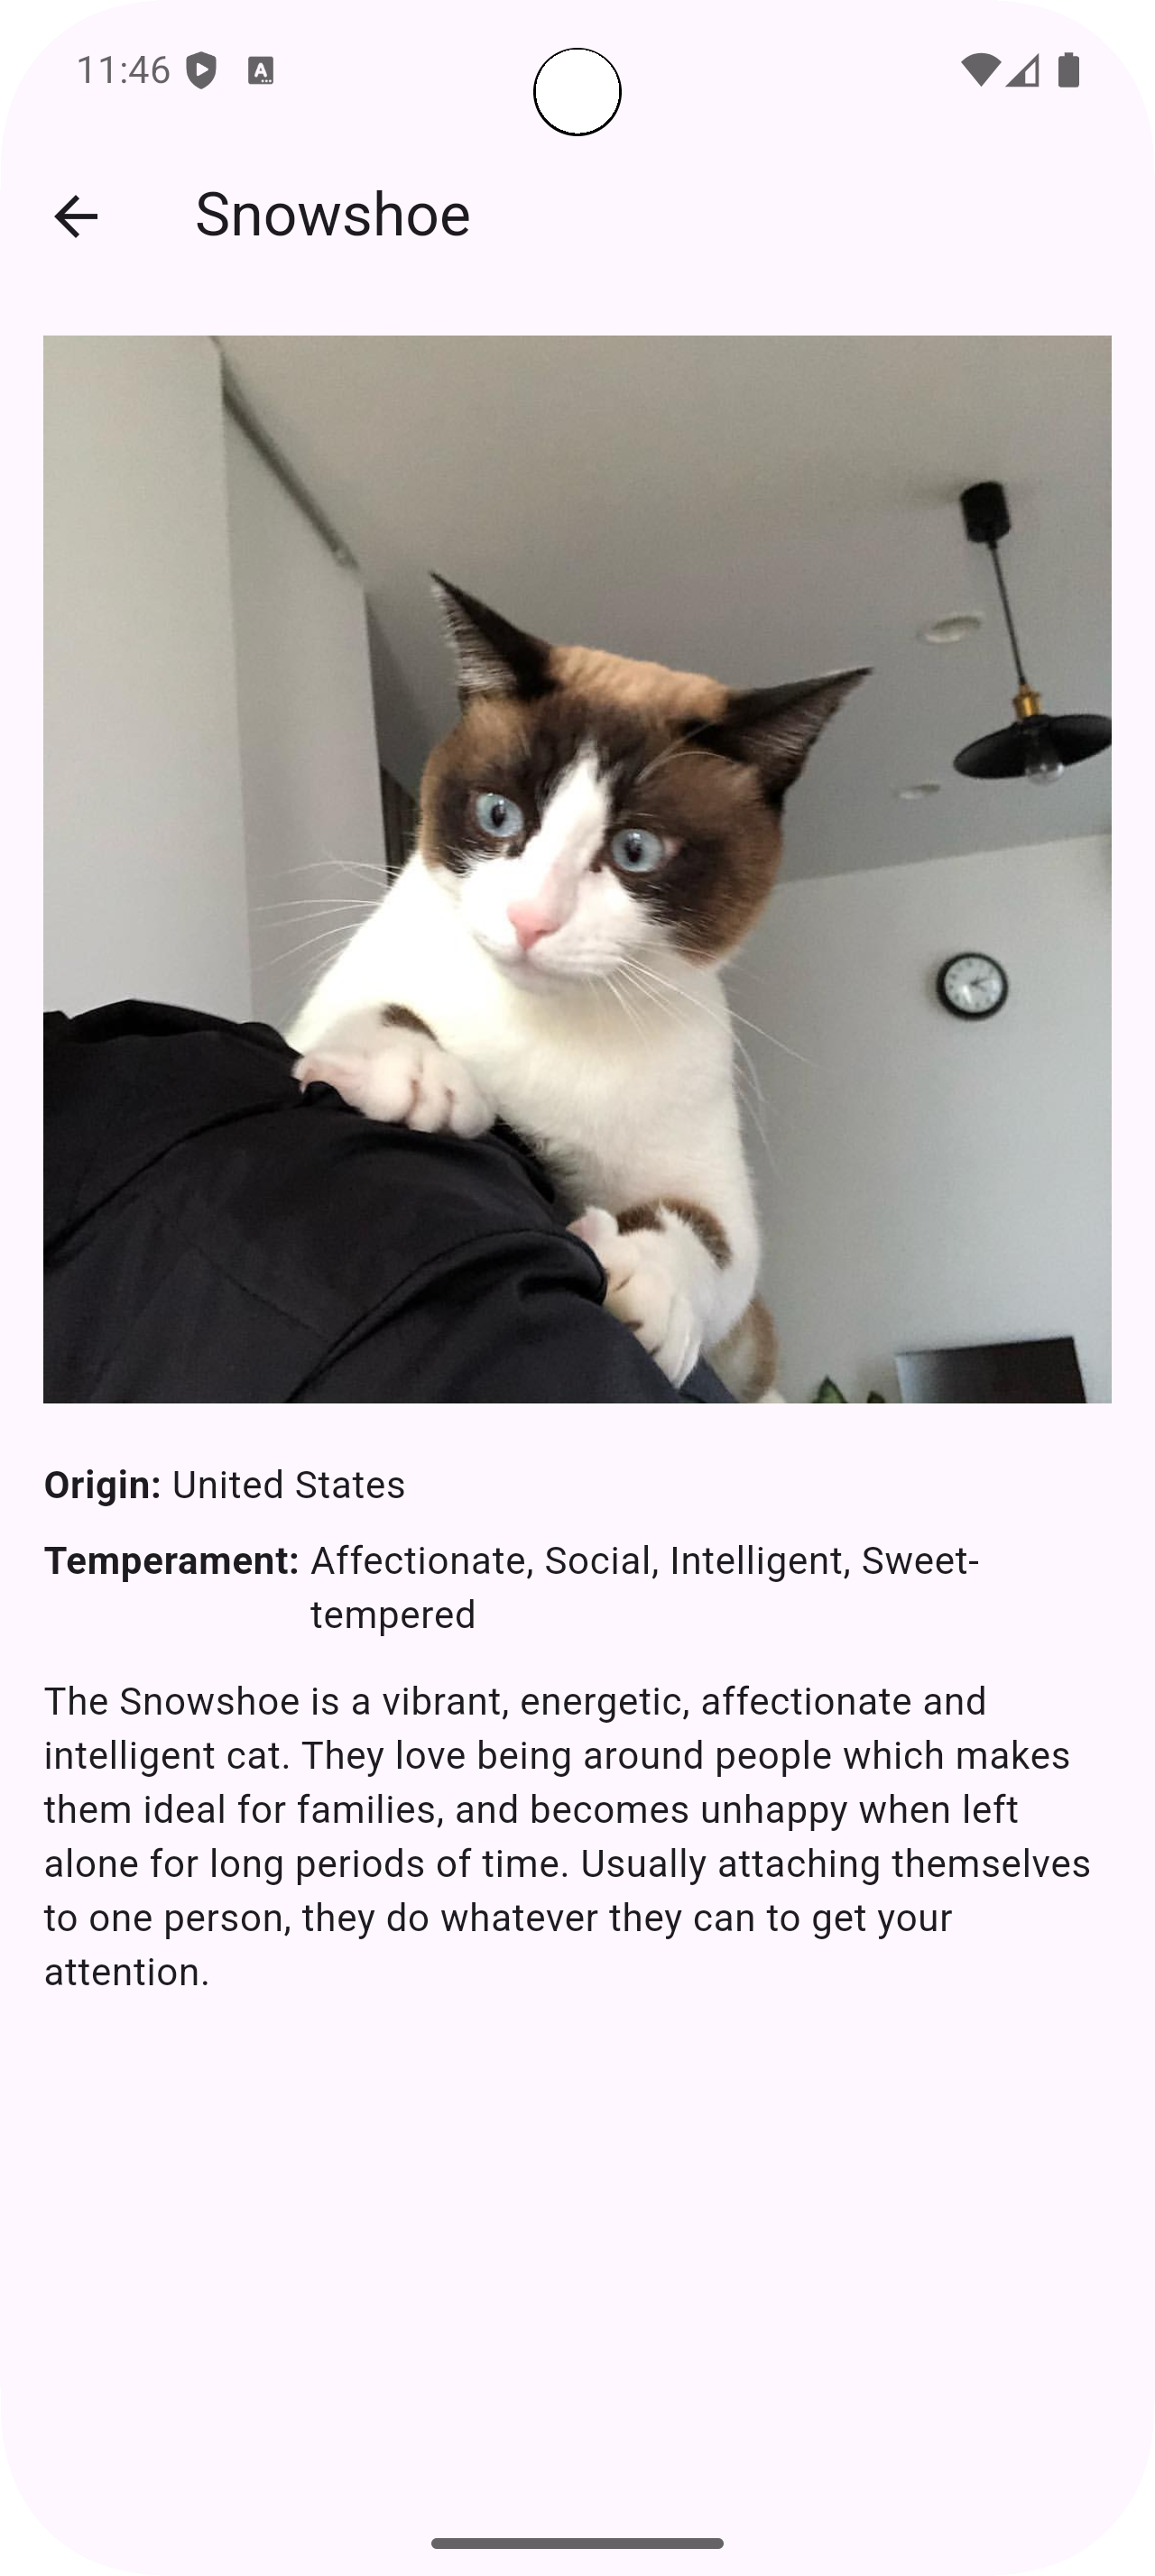 11:46
Snowshoe
Origin: United States
Temperament: Affectionate, Social, Intelligent, Sweet-
tempered
The Snowshoe is a vibrant, energetic, affectionate and
intelligent cat. They love being around people which makes
them ideal for families, and becomes unhappy when left
alone for long periods of time. Usually attaching themselves
to one person, they do whatever they can to get your
attention.